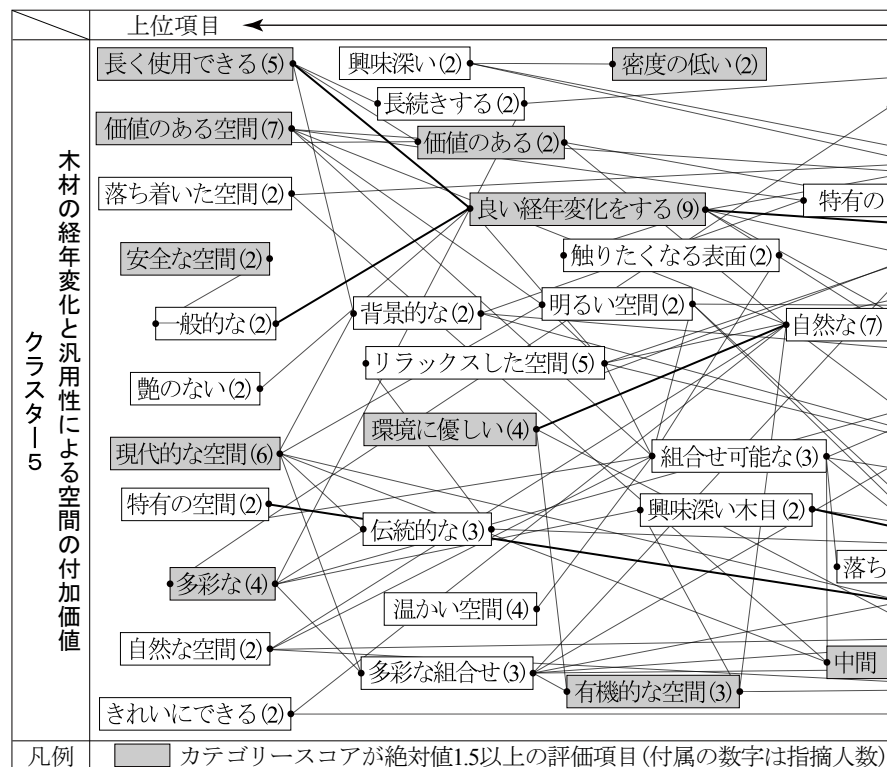 上位項目
木材の経年変化と汎用性による空間の付加価値
クラスター5
長く使用できる(5)
興味深い(2)
密度の低い(2)
長続きする(2)
価値のある空間(7)
価値のある(2)
落ち着いた空間(2)
良い経年変化をする(9)
特有の
安全な空間(2)
触りたくなる表面(2)
一般的な(2)
背景的な(2)
明るい空間(2)
自然な(7)
リラックスした空間(5)
艶のない(2)
環境に優しい(4)
現代的な空間(6)
組合せ可能な(3)
特有の空間(2)
伝統的な(3)
興味深い木目(2)
落ち
多彩な(4)
温かい空間(4)
自然な空間(2)
多彩な組合せ(3)
中間
有機的な空間(3)
きれいにできる(2)
凡例
カテゴリースコアが絶対値1.5以上の評価項目(付属の数字は指摘人数)